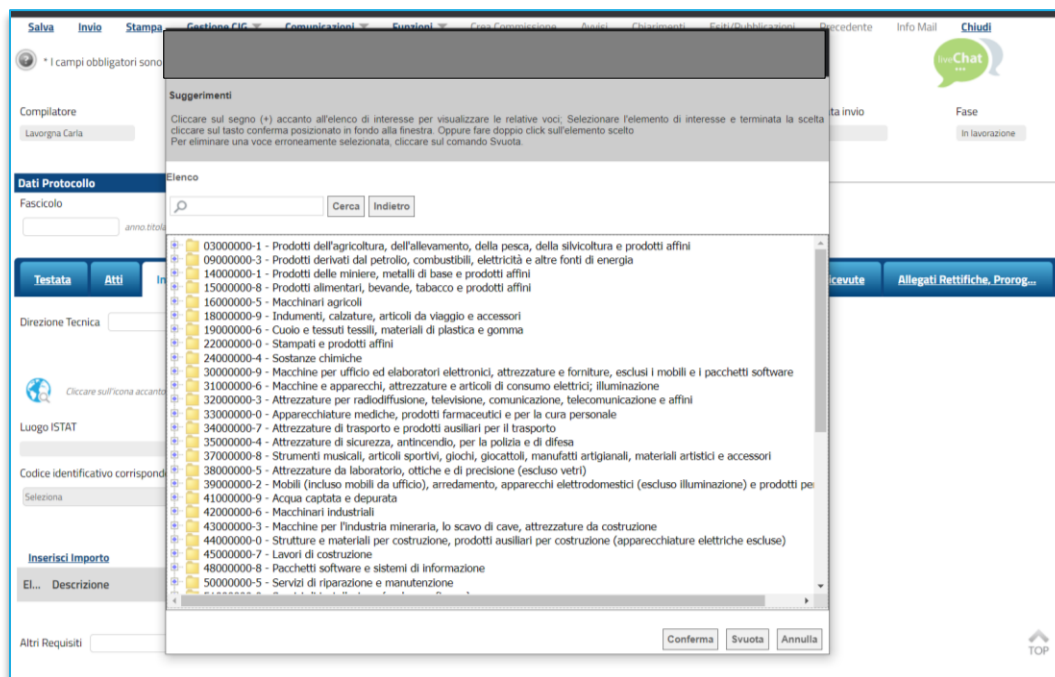 Salva Invio Stampa Gestione CIG Comunicazioni Funzioni Crea Commissione Avvisi Chiarimenti Esiti/Pubblicazioni Precedente Info Mail Chiudi
* I campi obbligatori sono
liveChat
Suggerimenti
Cliccare sul segno (+) accanto all'elenco di interesse per visualizzare le relative voci; Selezionare l'elemento di interesse e terminata la scelta
cliccare sul tasto conferma posizionato in fondo alla finestra. Oppure fare doppio click sull'elemento scelto
Per eliminare una voce erroneamente selezionata, cliccare sul comando Svuota.
Compilatore
ta invio
Fase
Lavorgna Carla
In lavorazione
Elenco
Dati Protocollo
Fascicolo
Cerca Indietro
anno.titola
03000000-1 - Prodotti dell'agricoltura, dell'allevamento, della pesca, della silvicoltura e prodotti affini
09000000-3 - Prodotti derivati dal petrolio, combustibili, elettricità e altre fonti di energia
14000000-1 - Prodotti delle miniere, metalli di base e prodotti affini
15000000-8 - Prodotti alimentari, bevande, tabacco e prodotti affini
16000000-5 - Macchinari agricoli
18000000-9 - Indumenti, calzature, articoli da viaggio e accessori
19000000-6 - Cuoio e tessuti tessili, materiali di plastica e gomma
22000000-0 - Stampati e prodotti affini
24000000-4 - Sostanze chimiche
30000000-9 - Macchine per ufficio ed elaboratori elettronici, attrezzature e forniture, esclusi i mobili e i pacchetti software
31000000-6 - Macchine e apparecchi, attrezzature e articoli di consumo elettrici; illuminazione
32000000-3 - Attrezzature per radiodiffusione, televisione, comunicazione, telecomunicazione e affini
33000000-0 - Apparecchiature mediche, prodotti farmaceutici e per la cura personale
34000000-7 - Attrezzature di trasporto e prodotti ausiliari per il trasporto
35000000-4 - Attrezzature di sicurezza, antincendio, per la polizia e di difesa
37000000-8 - Strumenti musicali, articoli sportivi, giochi, giocattoli, manufatti artigianali, materiali artistici e accessori
38000000-5 - Attrezzature da laboratorio, ottiche e di precisione (escluso vetri)
39000000-2 - Mobili (incluso mobili da ufficio), arredamento, apparecchi elettrodomestici (escluso illuminazione) e prodotti per
41000000-9 - Acqua captata e depurata
42000000-6 - Macchinari industriali
43000000-3 - Macchine per l'industria mineraria, lo scavo di cave, attrezzature da costruzione
44000000-0 - Strutture e materiali per costruzione, prodotti ausiliari per costruzione (apparecchiature elettriche escluse)
45000000-7 - Lavori di costruzione
48000000-8 - Pacchetti software e sistemi di informazione
50000000-5 - Servizi di riparazione e manutenzione
Testata Atti In
icevute Allegati Rettifiche, Prorog...
Direzione Tecnica
Cliccare sull'icona accanto
Luogo ISTAT
Codice identificativo corrispond
Seleziona
Inserisci Importo
El... Descrizione
Altri Requisiti
Conferma Svuota Annulla
TOP